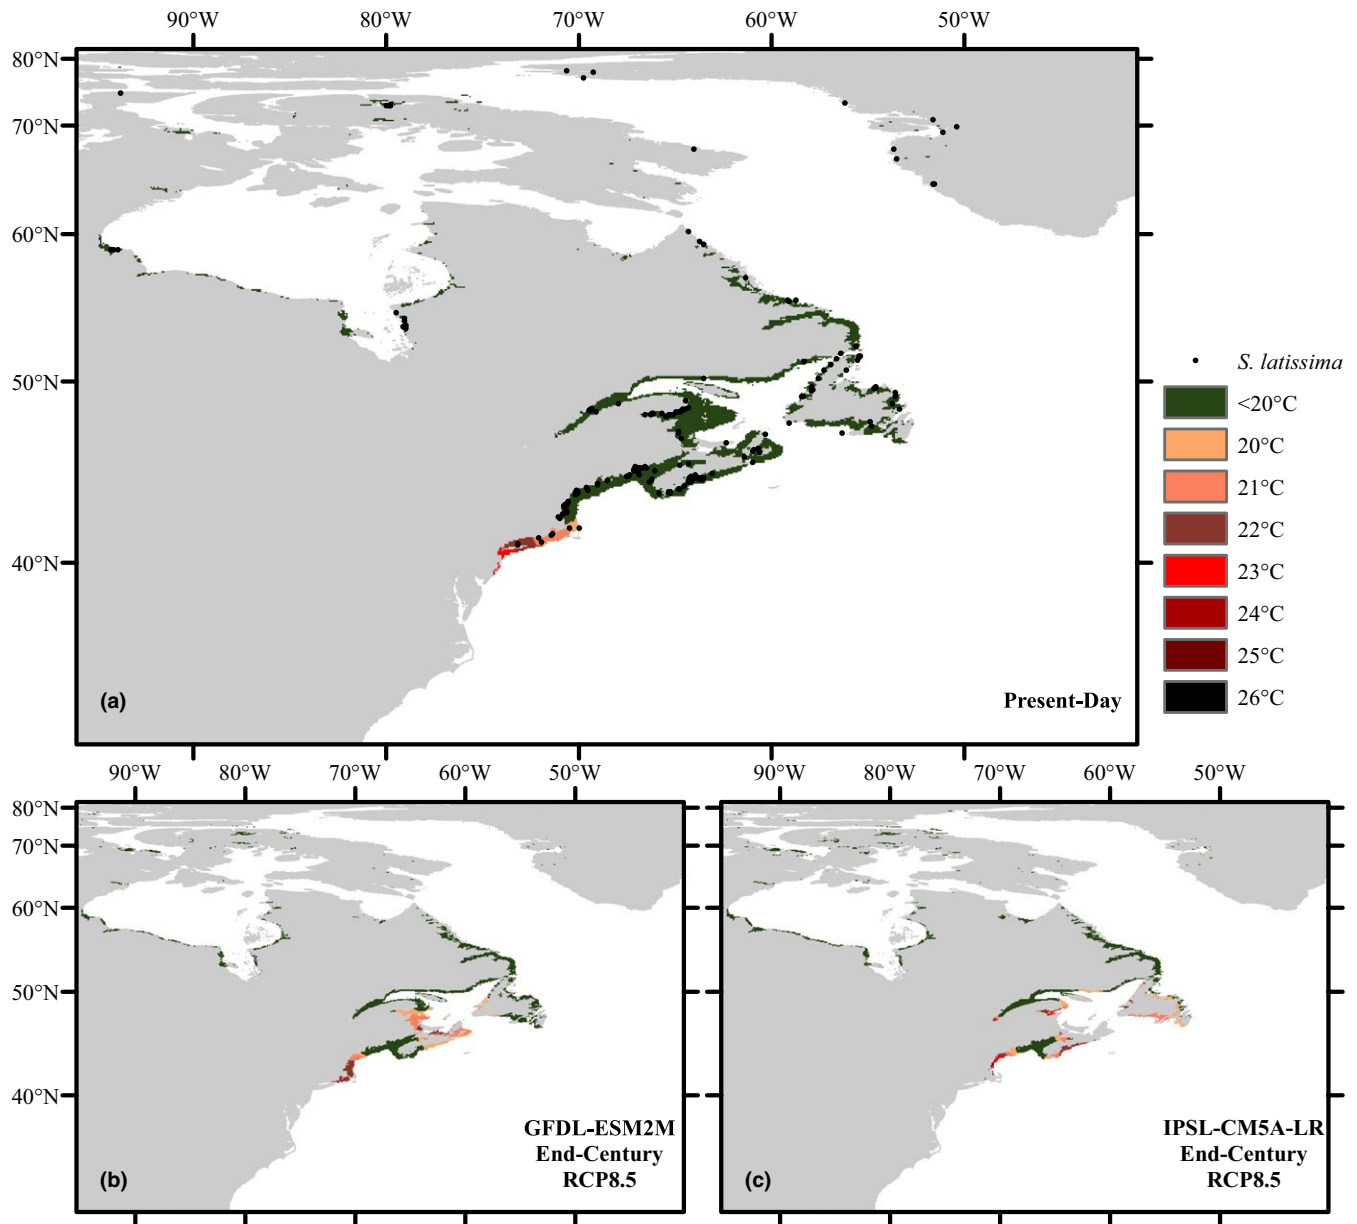 90°W 80°W 70°W 60°W 50°W
80°N
70°N
60°N
50°N
40°N
S. latissima
<20°C
20°C
21°C
22°C
23°C
24°C
25°C
26°C
(a)
Present-Day
90°W 80°W 70°W 60°W 50°W
80°N
70°N
60°N
50°N
40°N
GFDL-ESM2M
End-Century
RCP8.5
(b)
90°W 70°W 60°W 50°W
IPSL-CM5A-LR
End-Century
RCP8.5
(c)